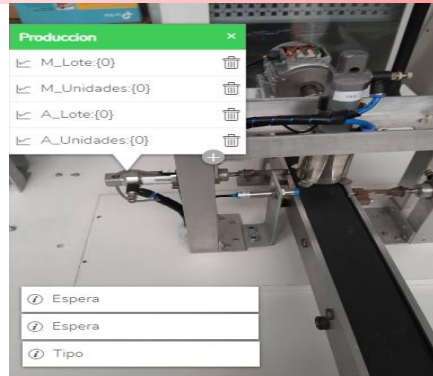 Produccion
M_Lote:{0}
M_Unidades:{0}
A_Lote:{0}
A_Unidades:{0}
Espera
Espera
Tipo